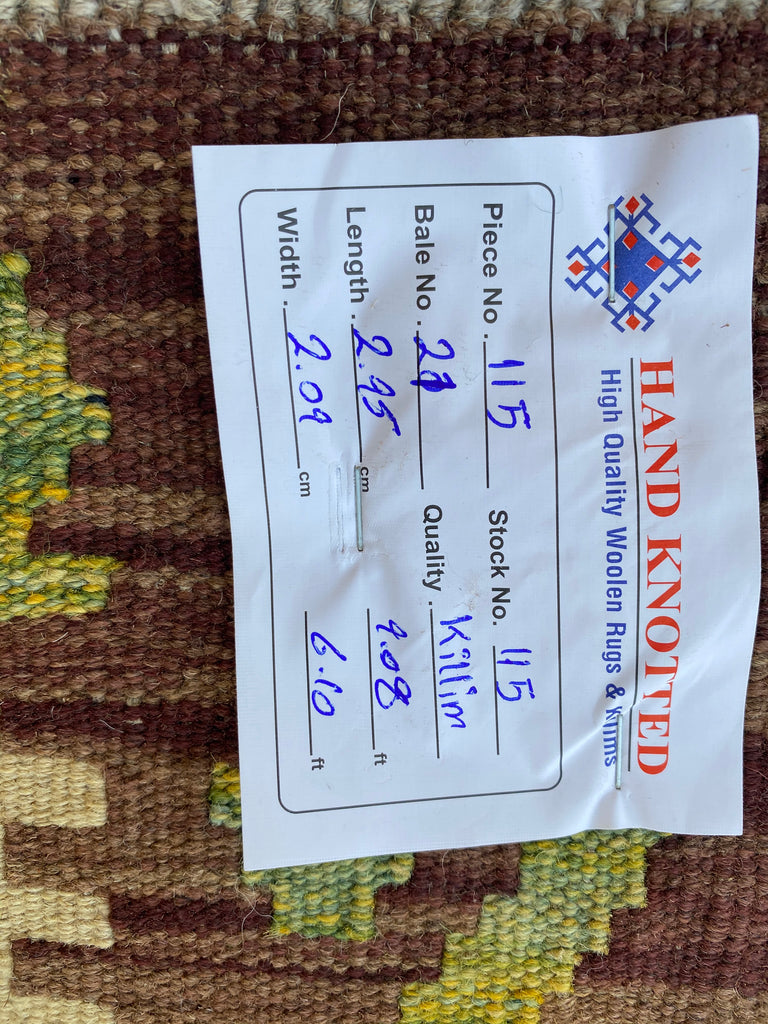 HAND KNOTTED
High Quality Woolen Rugs & Kilims
Piece No. 115 Stock No. 115
Bale No. Quality. Killim
Length. 2.95 cm 9.08 ft
Width. 2.09 cm 6.10 ft